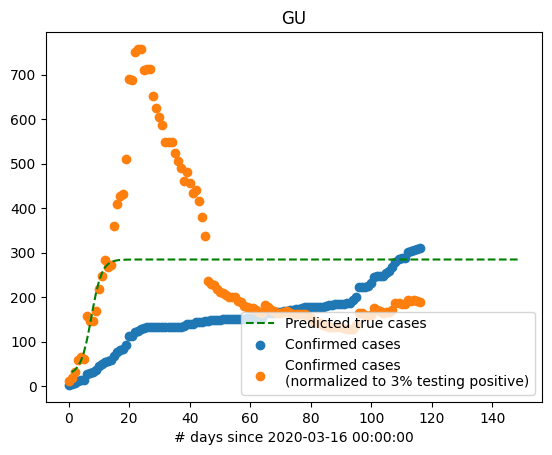 GU
700
600
500
400
300
200
100
0
Predicted true cases
Confirmed cases
Confirmed cases
(normalized to 3% testing positive)
0 20 40 60 80 100 120 140
# days since 2020-03-16 00:00:00